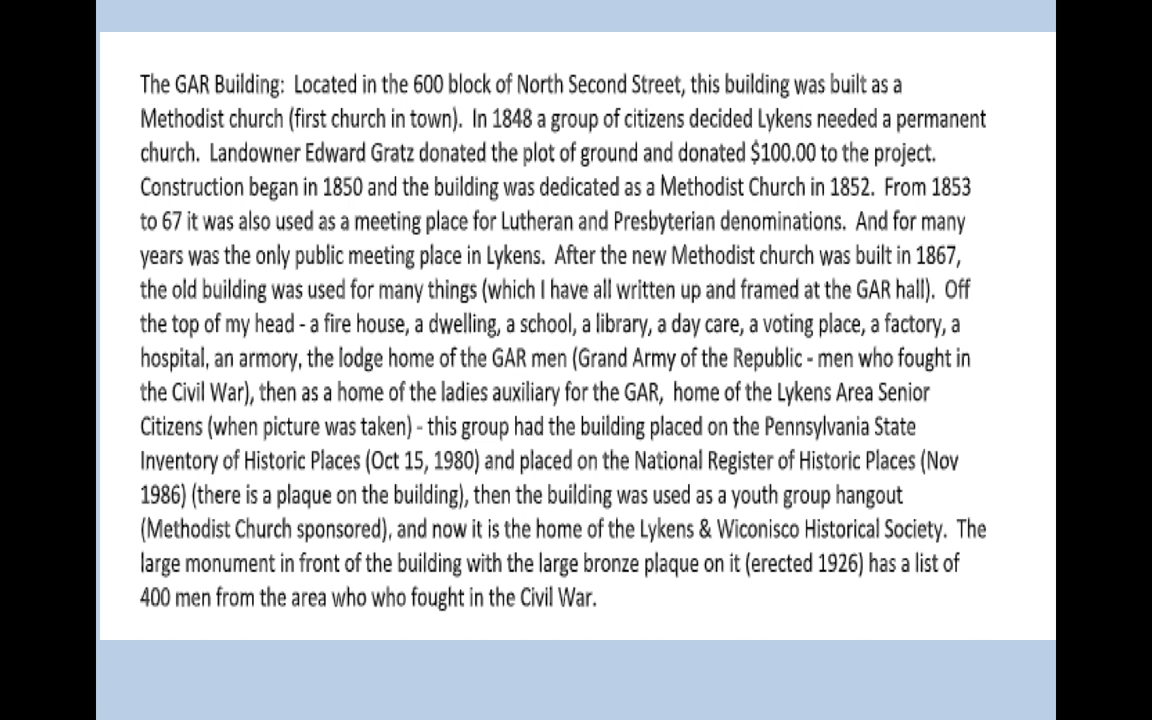 The GAR Building:  Located in the 600 block of North Second Street, this building was built as a
Methodist church (first church in town).  In 1848 a group of citizens decided Lykens needed a permanent
church.  Landowner Edward Gratz donated the plot of ground and donated $100.00 to the project.
Construction began in 1850 and the building was dedicated as a Methodist Church in 1852.  From 1853
to 67 it was also used as a meeting place for Lutheran and Presbyterian denominations.  And for many
years was the only public meeting place in Lykens.  After the new Methodist church was built in 1867,
the old building was used for many things (which I have all written up and framed at the GAR hall).  Off
the top of my head - a fire house, a dwelling, a school, a library, a day care, a voting place, a factory, a
hospital, an armory, the lodge home of the GAR men (Grand Army of the Republic - men who fought in
the Civil War), then as a home of the ladies auxiliary for the GAR,  home of the Lykens Area Senior
Citizens (when picture was taken) - this group had the building placed on the Pennsylvania State
Inventory of Historic Places (Oct 15, 1980) and placed on the National Register of Historic Places (Nov
1986) (there is a plaque on the building), then the building was used as a youth group hangout
(Methodist Church sponsored), and now it is the home of the Lykens & Wiconisco Historical Society.  The
large monument in front of the building with the large bronze plaque on it (erected 1926) has a list of
400 men from the area who who fought in the Civil War.